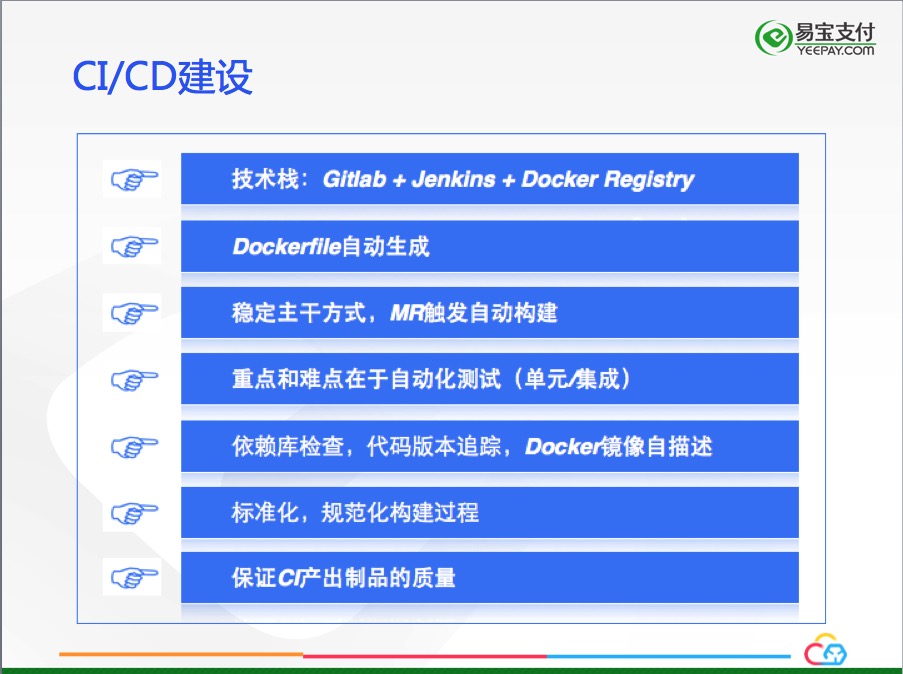 易宝支付
YEEPAY.COM
CI/CD建设
技术栈：Gitlab + Jenkins + Docker Registry
Dockerfile自动生成
稳定主干方式，MR触发自动构建
重点和难点在于自动化测试（单元/集成）
依赖库检查，代码版本追踪，Docker镜像自描述
标准化，规范化构建过程
保证CI产出制品的质量